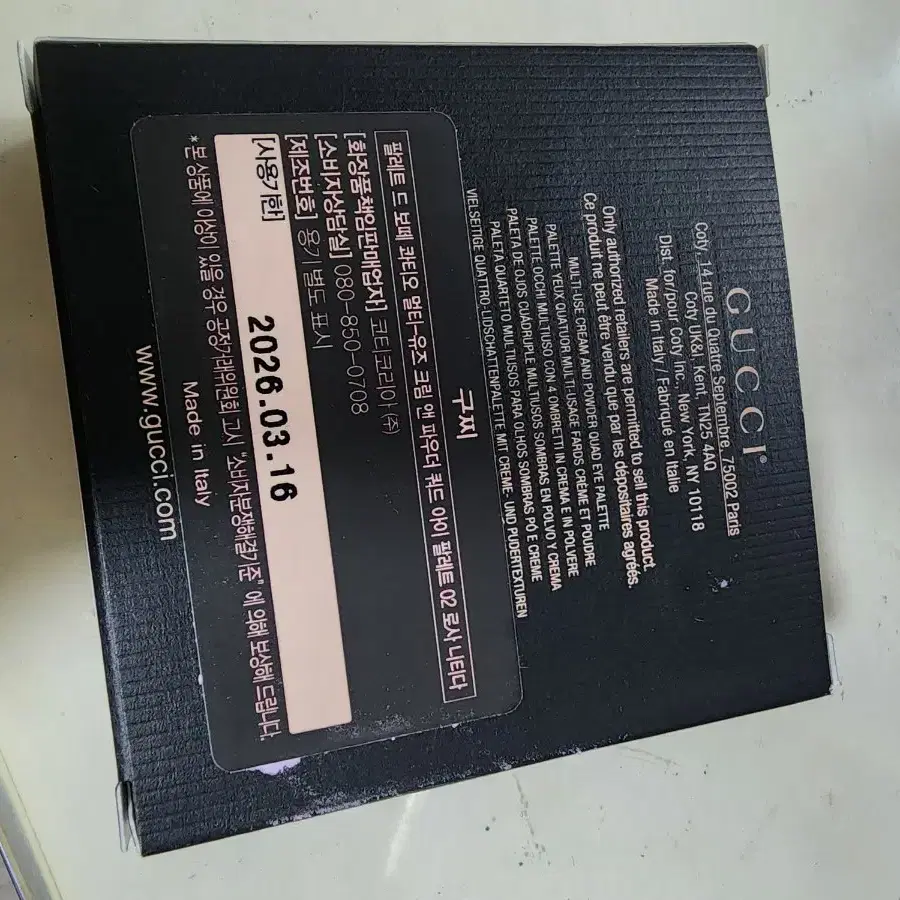 GUCCI®
Coty, 14 rue du Quatre Septembre, 75002 Paris
Coty UK&I, Kent, TN25 4AQ
Dist. for/pour Coty Inc., New York, NY 10118
Made in Italy / Fabriqué en Italie
Only authorized retailers are permitted to sell this product.
Ce produit ne peut être vendu que par les dépositaires agréés.
MULTI-USE CREAM AND POWDER QUAD EYE PALETTE
PALETTE YEUX QUATUOR MULTI-USAGE FARDS CRÈME ET POUDRE
PALETTE OCCHI MULTIUSO CON 4 OMBRETTI IN CREMA E IN POLVERE
PALETA DE OJOS CUÁDRUPLE MULTIUSOS SOMBRAS EN POLVO Y CREMA
PALETA QUARTETO MULTIUSOS PARA OLHOS SOMBRAS PÓ E CREME
VIELSEITIGE QUATTRO-LIDSCHATTENPALETTE MIT CREME- UND PUDERTEXTUREN
구찌
팔레트 드 보떼 콰티오 멀티-유즈 크림 앤 파우더 쿼드 아이 팔레트 02 로사 니티다
[화장품책임판매업자] 코티코리아 (주)
[소비자상담실] 080-850-0708
[제조번호] 용기 별도 표시
[사용기한] 2026.03.16
*본 상품에 이상이 있을 경우 공정거래위원회 고시 "소비자분쟁해결기준"에 의해 보상해 드립니다.
Made in Italy
www.gucci.com